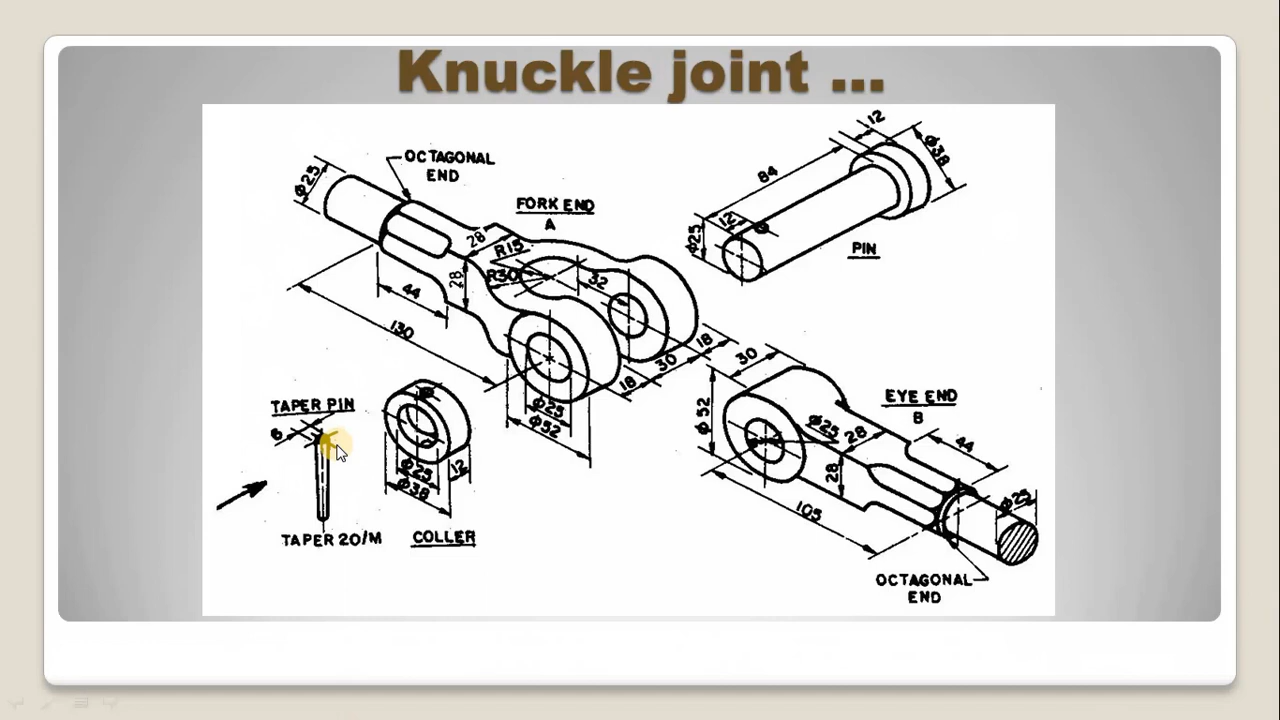 Knuckle joint ...
OCTAGONAL
END
FORK END
A
φ25
28
R15
R30
28
32
44
130
18
30
18
φ25
φ52
12
φ38
84
12
φ25
PIN
TAPER PIN
6
TAPER 20/M
φ25
φ38
12
COLLER
30
φ52
EYE END
B
φ25
28
28
44
105
φ25
OCTAGONAL
END